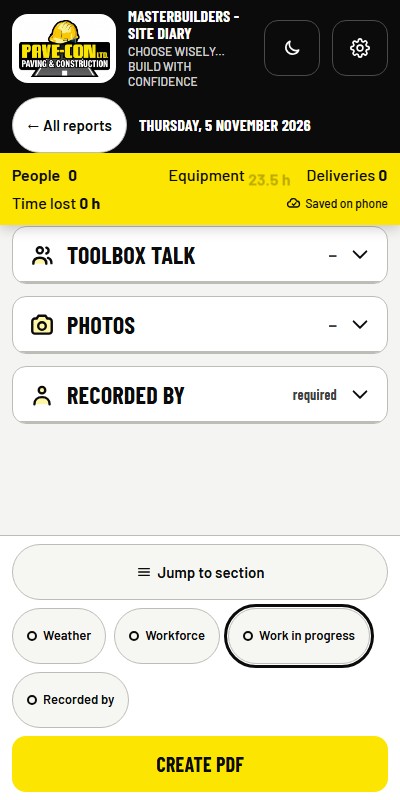 PAVE-CON LTD.
PAVING & CONSTRUCTION
MASTERBUILDERS -
SITE DIARY
CHOOSE WISELY...
BUILD WITH
CONFIDENCE
← All reports
THURSDAY, 5 NOVEMBER 2026
People 0
Equipment 23.5 h
Deliveries 0
Time lost 0 h
Saved on phone
TOOLBOX TALK –
PHOTOS –
RECORDED BY required
Jump to section
Weather
Workforce
Work in progress
Recorded by
CREATE PDF